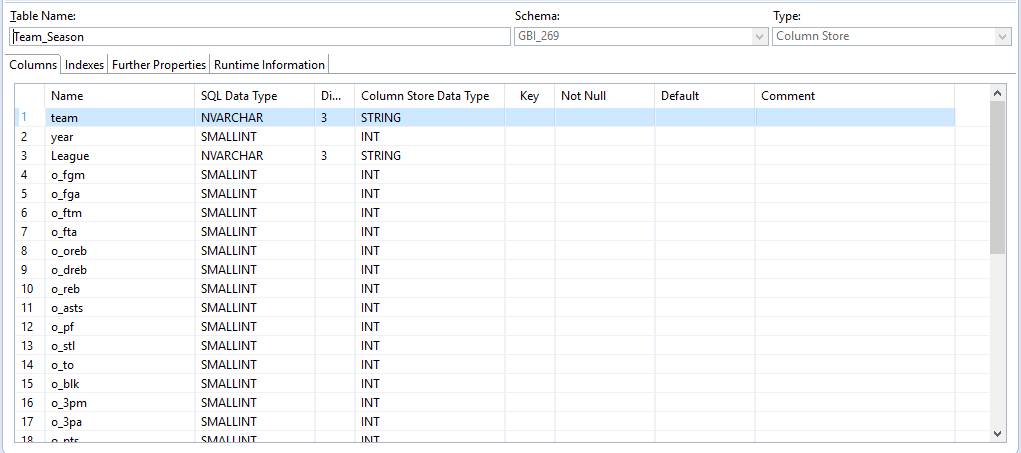 Table Name: Schema: Type:
Team_Season GBI_269 Column Store
Columns Indexes Further Properties Runtime Information
Name SQL Data Type Di... Column Store Data Type Key Not Null Default Comment
1 team NVARCHAR 3 STRING
2 year SMALLINT INT
3 League NVARCHAR 3 STRING
4 o_fgm SMALLINT INT
5 o_fga SMALLINT INT
6 o_ftm SMALLINT INT
7 o_fta SMALLINT INT
8 o_oreb SMALLINT INT
9 o_dreb SMALLINT INT
10 o_reb SMALLINT INT
11 o_asts SMALLINT INT
12 o_pf SMALLINT INT
13 o_stl SMALLINT INT
14 o_to SMALLINT INT
15 o_blk SMALLINT INT
16 o_3pm SMALLINT INT
17 o_3pa SMALLINT INT
18 o_pts SMALLINT INT